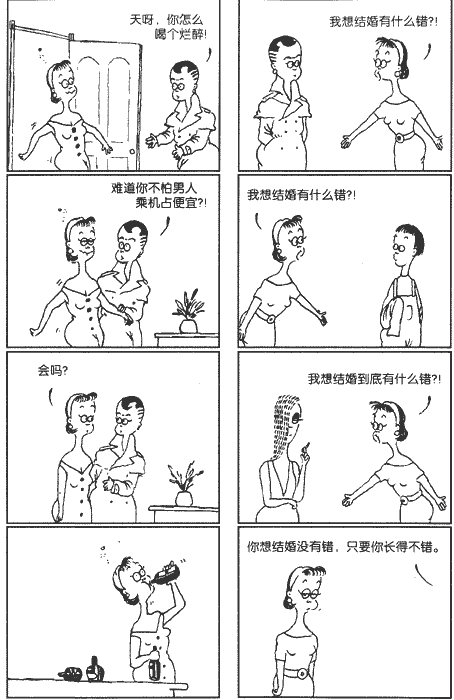 天呀，你怎么
喝个烂醉！
难道你不怕男人
乘机占便宜？！
会吗？
我想结婚有什么错？！
我想结婚有什么错？！
我想结婚到底有什么错？！
你想结婚没有错，只要你长得不错。